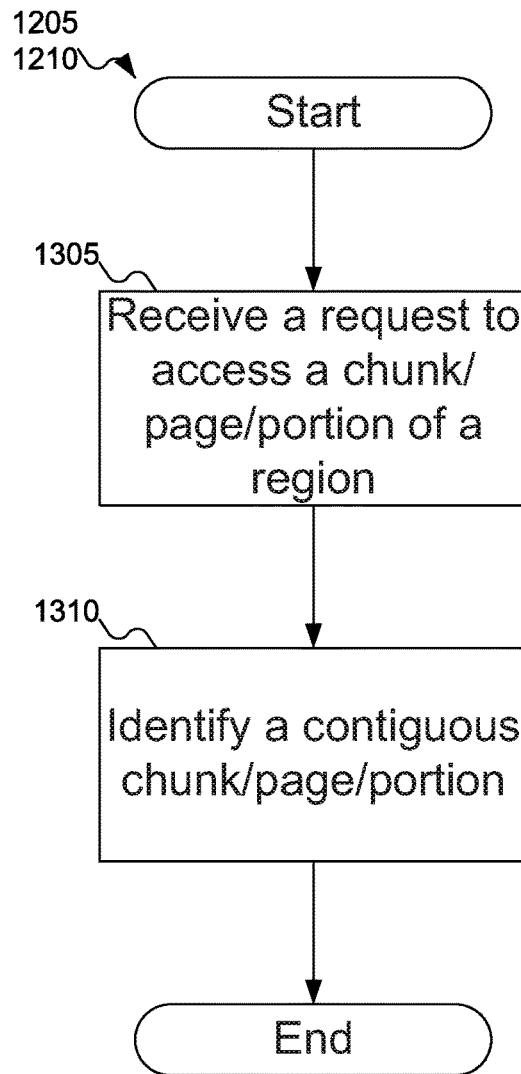 1205
1210
Start
1305
Receive a request to
access a chunk/
page/portion of a
region
1310
Identify a contiguous
chunk/page/portion
End